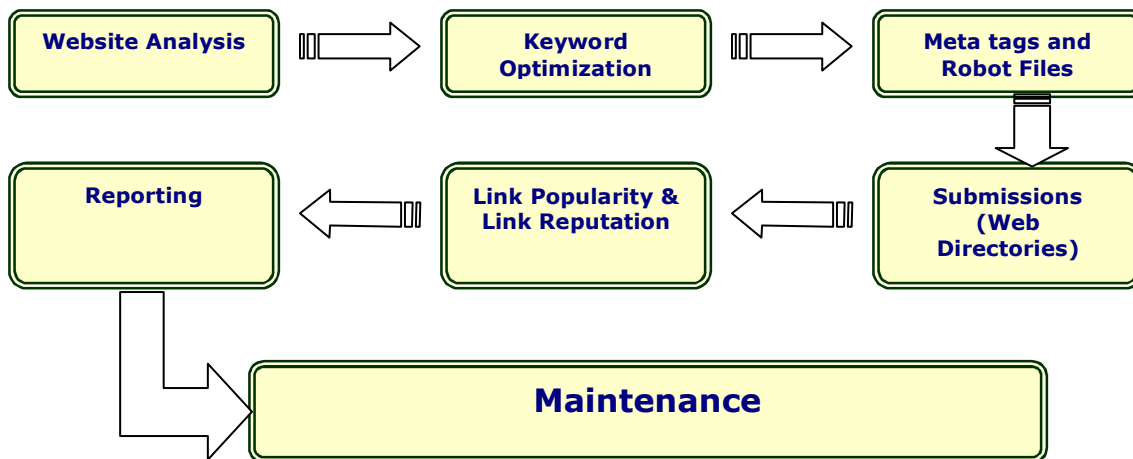 Website Analysis
Keyword
Optimization
Meta tags and
Robot Files
Submissions
(Web
Directories)
Link Popularity &
Link Reputation
Reporting
Maintenance